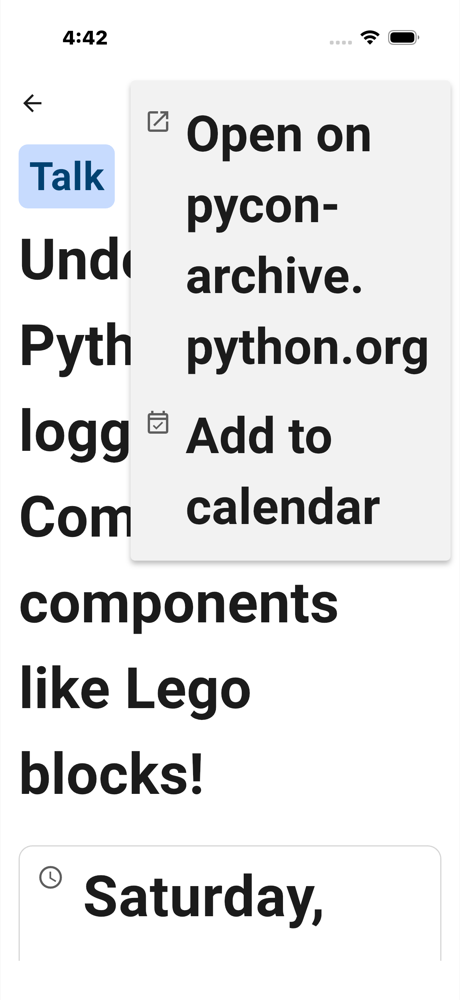 4:42
Open on
pycon-
archive.
python.org
Add to
calendar
Talk
Pyth
logg
Com
components
like Lego
blocks!
Saturday,